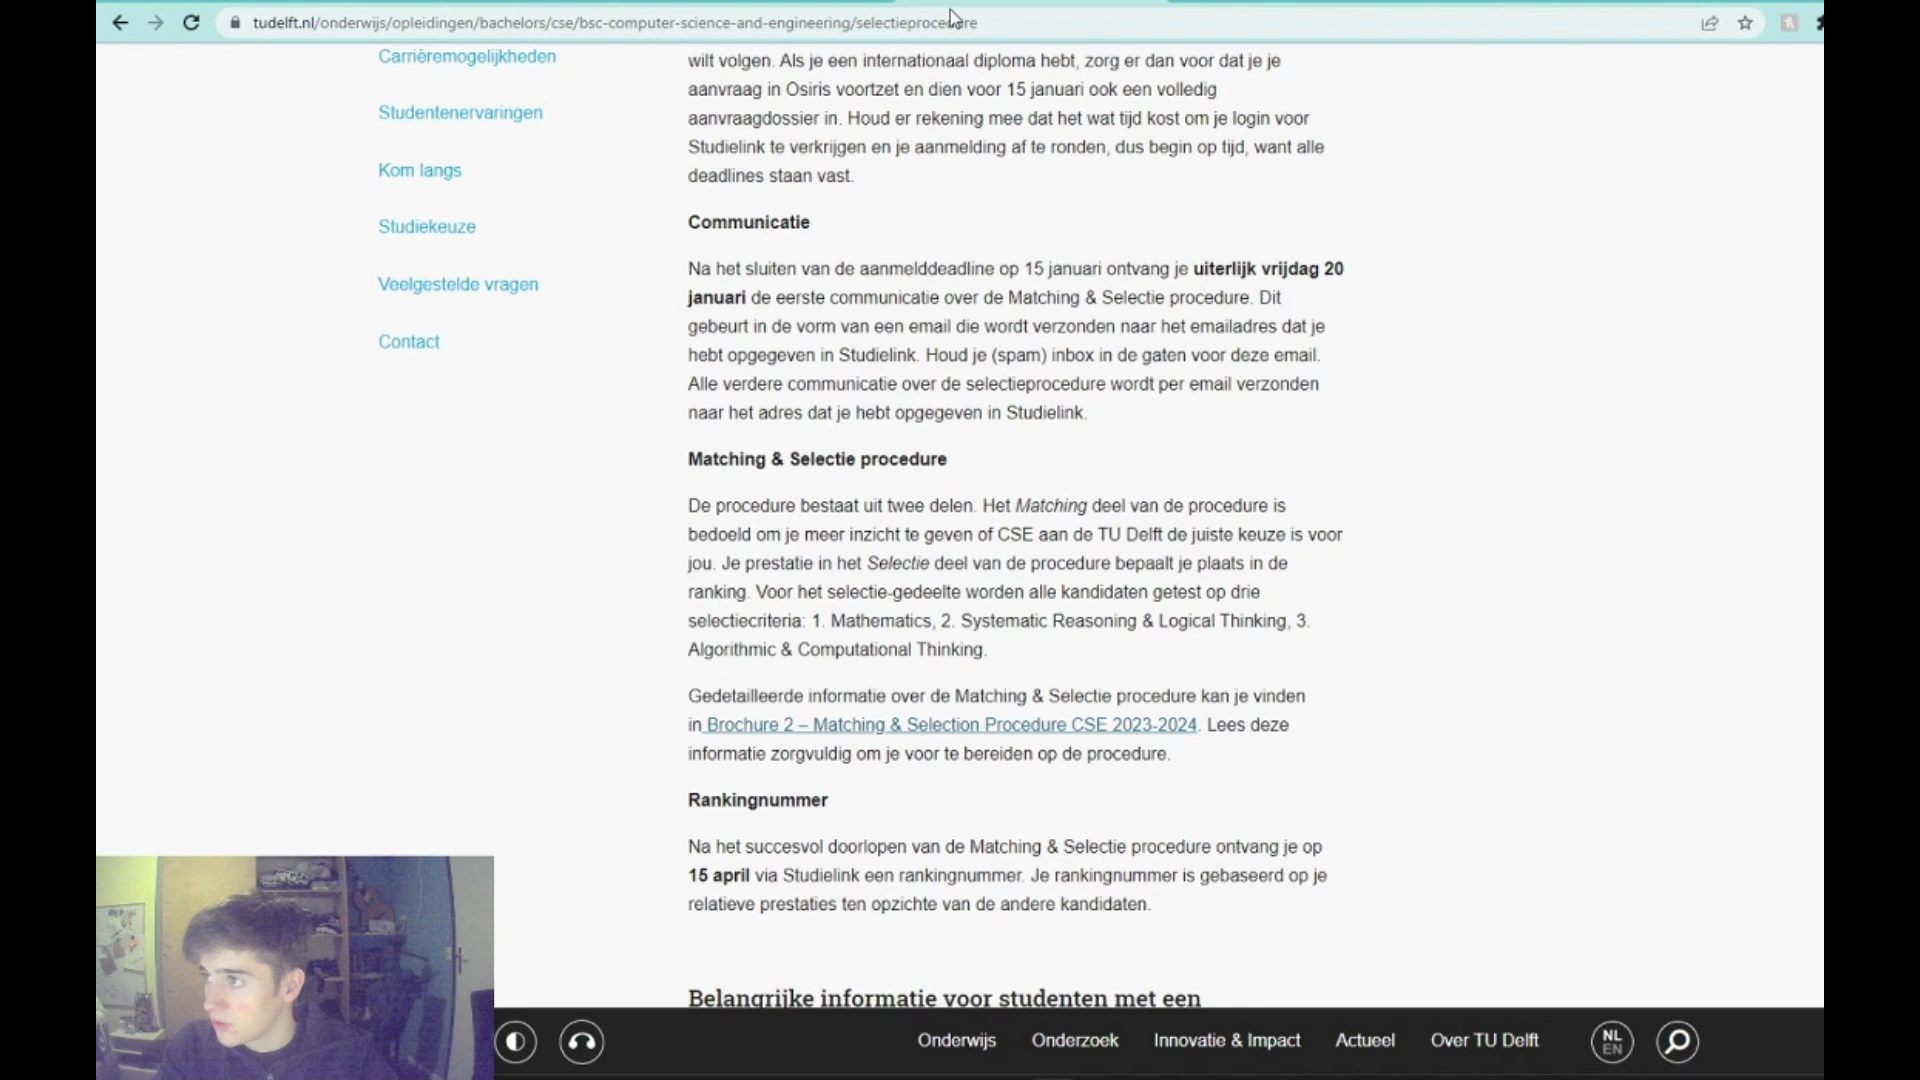 tudelft.nl/onderwijs/opleidingen/bachelors/cse/bsc-computer-science-and-engineering/selectieprocedure
Carrièremogelijkheden
Studentenervaringen
Kom langs
Studiekeuze
Veelgestelde vragen
Contact
wilt volgen. Als je een internationaal diploma hebt, zorg er dan voor dat je je
aanvraag in Osiris voortzet en dien voor 15 januari ook een volledig
aanvraagdossier in. Houd er rekening mee dat het wat tijd kost om je login voor
Studielink te verkrijgen en je aanmelding af te ronden, dus begin op tijd, want alle
deadlines staan vast.
Communicatie
Na het sluiten van de aanmelddeadline op 15 januari ontvang je uiterlijk vrijdag 20
januari de eerste communicatie over de Matching & Selectie procedure. Dit
gebeurt in de vorm van een email die wordt verzonden naar het emailadres dat je
hebt opgegeven in Studielink. Houd je (spam) inbox in de gaten voor deze email.
Alle verdere communicatie over de selectieprocedure wordt per email verzonden
naar het adres dat je hebt opgegeven in Studielink.
Matching & Selectie procedure
De procedure bestaat uit twee delen. Het Matching deel van de procedure is
bedoeld om je meer inzicht te geven of CSE aan de TU Delft de juiste keuze is voor
jou. Je prestatie in het Selectie deel van de procedure bepaalt je plaats in de
ranking. Voor het selectie-gedeelte worden alle kandidaten getest op drie
selectiecriteria: 1. Mathematics, 2. Systematic Reasoning & Logical Thinking, 3.
Algorithmic & Computational Thinking.
Gedetailleerde informatie over de Matching & Selectie procedure kan je vinden
in Brochure 2 – Matching & Selection Procedure CSE 2023-2024. Lees deze
informatie zorgvuldig om je voor te bereiden op de procedure.
Rankingnummer
Na het succesvol doorlopen van de Matching & Selectie procedure ontvang je op
15 april via Studielink een rankingnummer. Je rankingnummer is gebaseerd op je
relatieve prestaties ten opzichte van de andere kandidaten.
Belangrijke informatie voor studenten met een
Onderwijs Onderzoek Innovatie & Impact Actueel Over TU Delft NL
EN